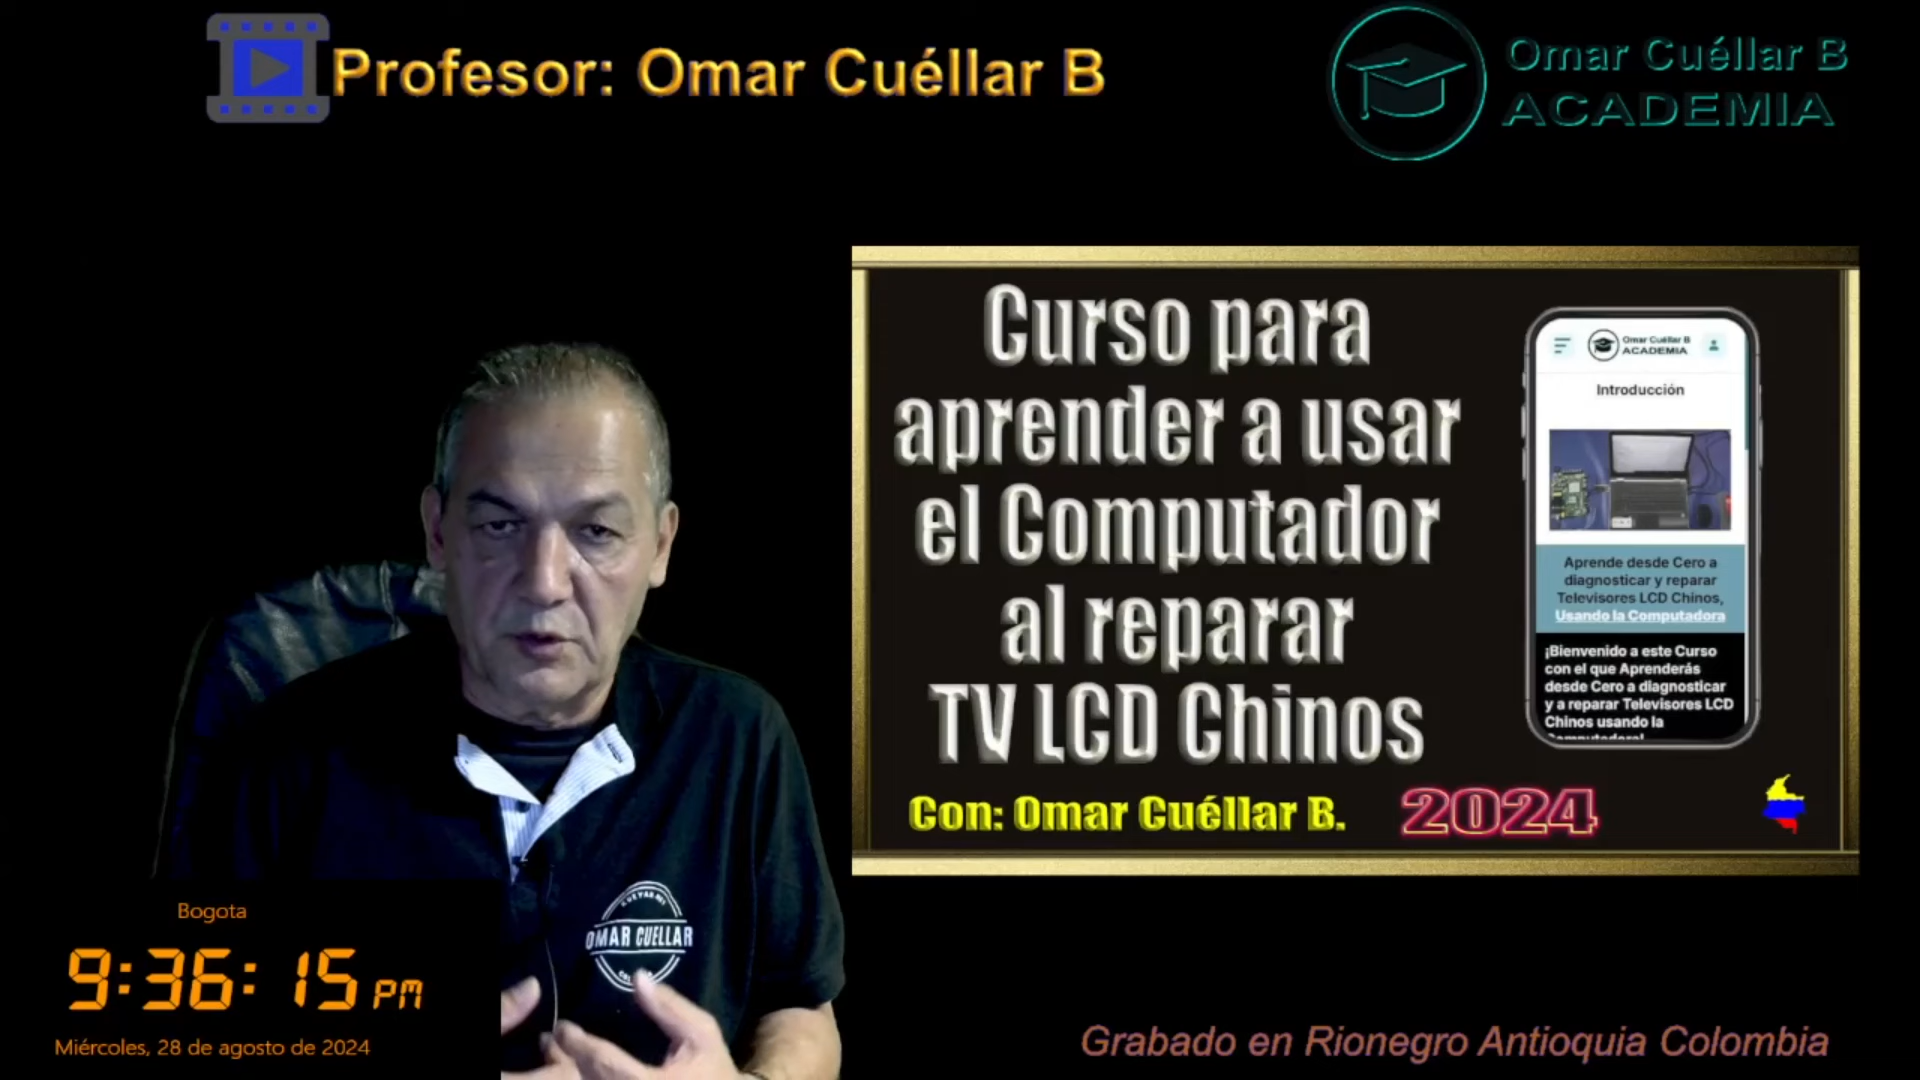 Profesor: Omar Cuéllar B
Omar Cuéllar B
ACADEMIA
Curso para
aprender a usar
el Computador
al reparar
TV LCD Chinos
Con: Omar Cuéllar B.
2024
Omar Cuéllar B
ACADEMIA
Introducción
Aprende desde Cero a
diagnosticar y reparar
Televisores LCD Chinos,
Usando la Computadora
¡Bienvenido a este Curso
con el que Aprenderás
desde Cero a diagnosticar
y a reparar Televisores LCD
Chinos usando la
OMAR CUELLAR
Bogota
9:36:15 PM
Miércoles, 28 de agosto de 2024
Grabado en Rionegro Antioquia Colombia